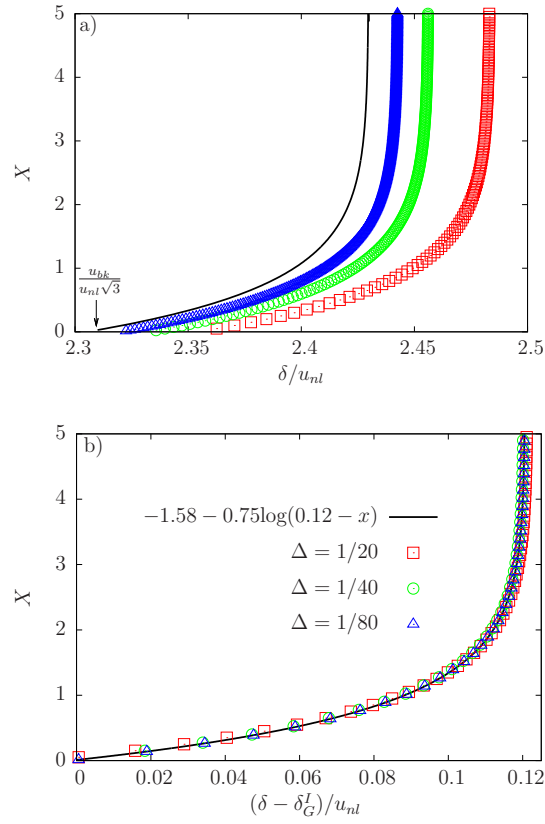 a)
5
4
3
2
1
0
X
u_{bk}
u_{nl}√3
2.3
2.35
2.4
2.45
2.5
δ/u_{nl}
b)
5
4
3
2
1
0
X
−1.58 − 0.75log(0.12 − x)
Δ = 1/20
Δ = 1/40
Δ = 1/80
0
0.02
0.04
0.06
0.08
0.1
0.12
(δ − δ_G^I)/u_{nl}